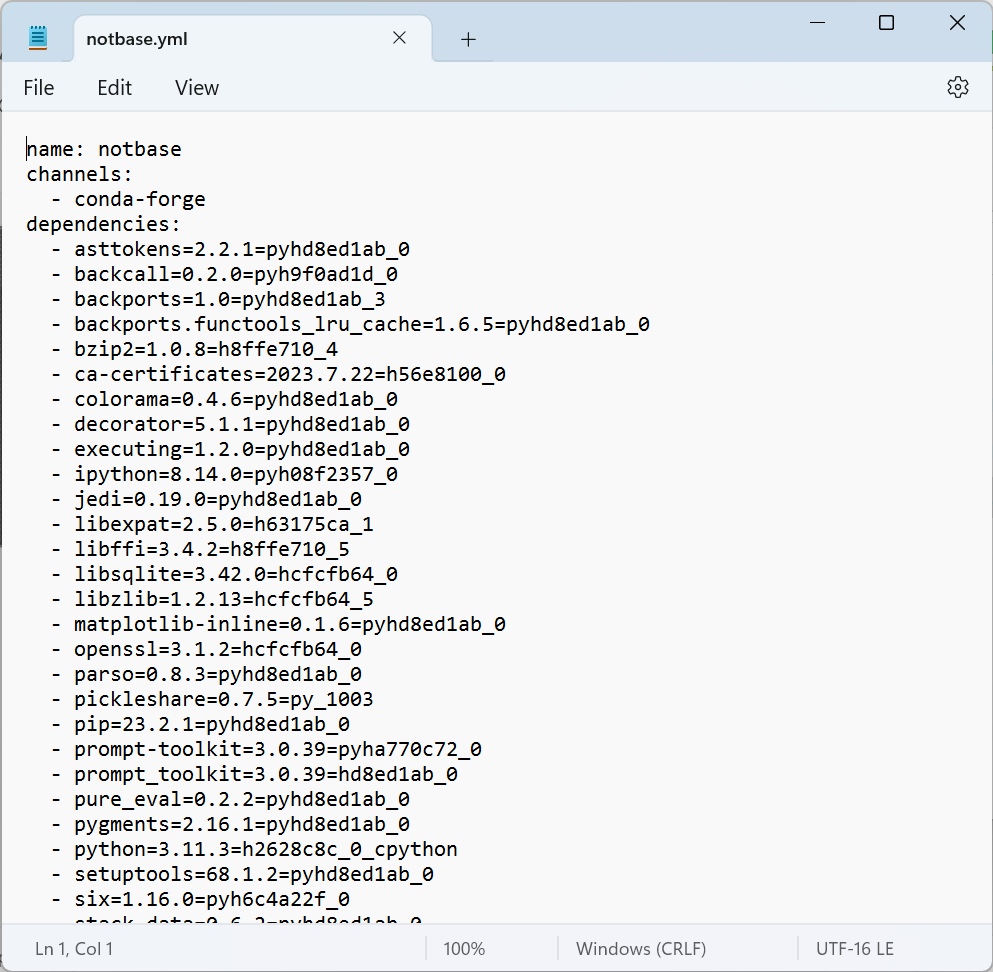 notbase.yml
File Edit View
name: notbase
channels:
  - conda-forge
dependencies:
  - asttokens=2.2.1=pyhd8ed1ab_0
  - backcall=0.2.0=pyh9f0ad1d_0
  - backports=1.0=pyhd8ed1ab_3
  - backports.functools_lru_cache=1.6.5=pyhd8ed1ab_0
  - bzip2=1.0.8=h8ffe710_4
  - ca-certificates=2023.7.22=h56e8100_0
  - colorama=0.4.6=pyhd8ed1ab_0
  - decorator=5.1.1=pyhd8ed1ab_0
  - executing=1.2.0=pyhd8ed1ab_0
  - ipython=8.14.0=pyh08f2357_0
  - jedi=0.19.0=pyhd8ed1ab_0
  - libexpat=2.5.0=h63175ca_1
  - libffi=3.4.2=h8ffe710_5
  - libsqlite=3.42.0=hcfcfb64_0
  - libzlib=1.2.13=hcfcfb64_5
  - matplotlib-inline=0.1.6=pyhd8ed1ab_0
  - openssl=3.1.2=hcfcfb64_0
  - parso=0.8.3=pyhd8ed1ab_0
  - pickleshare=0.7.5=py_1003
  - pip=23.2.1=pyhd8ed1ab_0
  - prompt-toolkit=3.0.39=pyha770c72_0
  - prompt_toolkit=3.0.39=hd8ed1ab_0
  - pure_eval=0.2.2=pyhd8ed1ab_0
  - pygments=2.16.1=pyhd8ed1ab_0
  - python=3.11.3=h2628c8c_0_cpython
  - setuptools=68.1.2=pyhd8ed1ab_0
  - six=1.16.0=pyh6c4a22f_0
  - stack_data=0.6.2=pyhd8ed1ab_0
Ln 1, Col 1 100% Windows (CRLF) UTF-16 LE